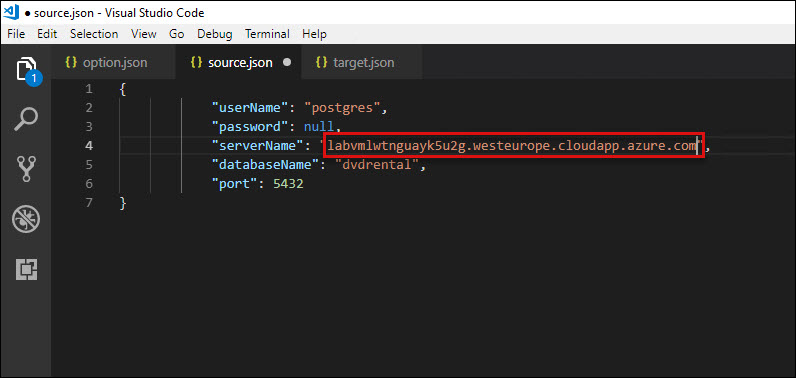 ● source.json - Visual Studio Code
File Edit Selection View Go Debug Terminal Help
{} option.json {} source.json ● {} target.json
1
1 {
2 "userName": "postgres",
3 "password": null,
4 "serverName": "labvmlwtnguayk5u2g.westeurope.cloudapp.azure.com",
5 "databaseName": "dvdrental",
6 "port": 5432
7 }